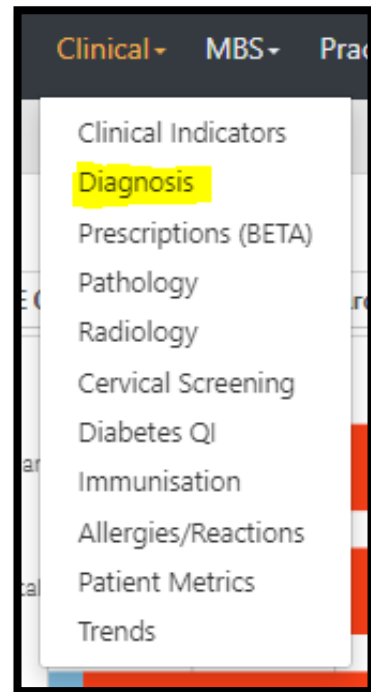 Clinical MBS Prac
Clinical Indicators
Diagnosis
Prescriptions (BETA)
Pathology
Radiology
Cervical Screening
Diabetes QI
Immunisation
Allergies/Reactions
Patient Metrics
Trends